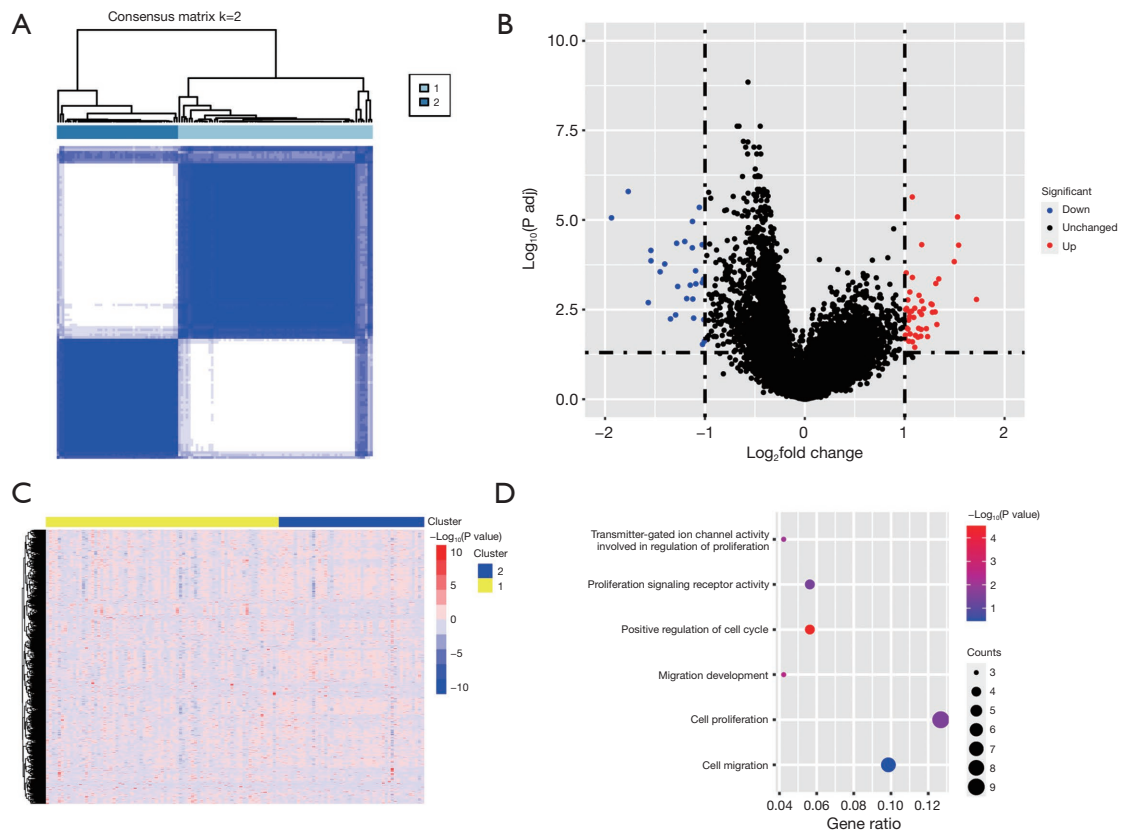 A
Consensus matrix k=2
1
2
B
10.0
7.5
5.0
2.5
0.0
Log₁₀(P adj)
−2
−1
0
1
2
Log₂fold change
Significant
Down
Unchanged
Up
C
Cluster
−Log₁₀(P value)
10
5
0
−5
−10
Cluster
2
1
D
Transmitter-gated ion channel activity
involved in regulation of proliferation
Proliferation signaling receptor activity
Positive regulation of cell cycle
Migration development
Cell proliferation
Cell migration
0.04
0.06
0.08
0.10
0.12
Gene ratio
−Log₁₀(P value)
4
3
2
1
Counts
3
4
5
6
7
8
9